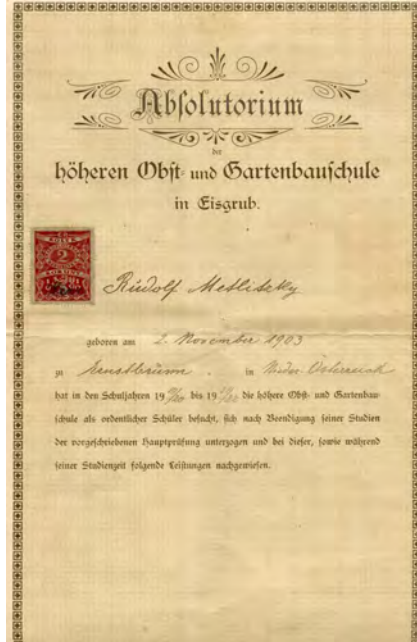 Absolutorium
der
höheren Obst- und Gartenbauschule
in Eisgrub.
2
Rudolf Metlitzky
geboren am 2. November 1903
zu Ernstbrunn in Nieder-Österreich
hat in den Schuljahren 19 bis 19 die höhere Obst- und Gartenbau-
schule als ordentlicher Schüler besucht, sich nach Beendigung seiner Studien
der vorgeschriebenen Hauptprüfung unterzogen und bei dieser, sowie während
seiner Studienzeit folgende Leistungen nachgewiesen.